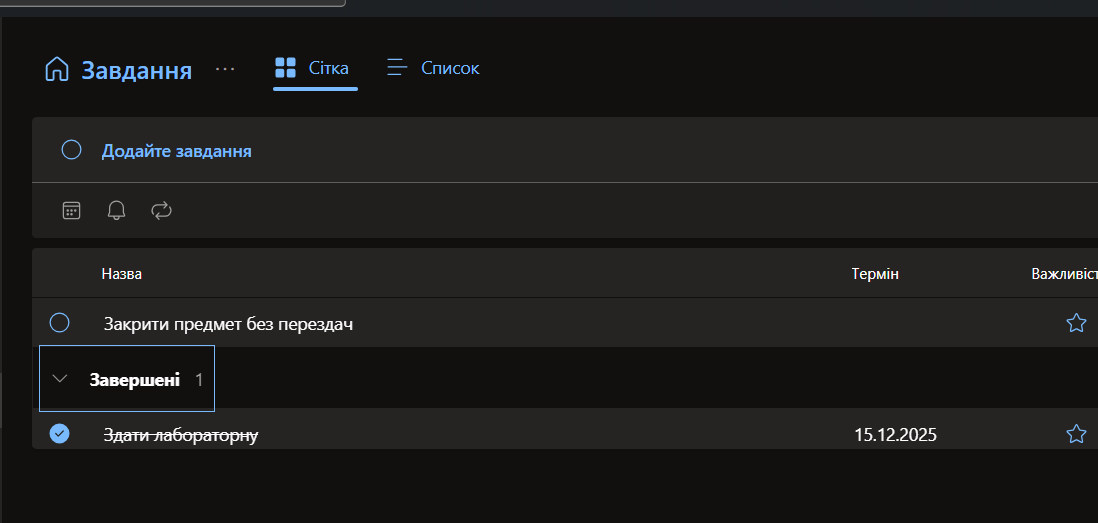 Завдання ··· Сітка Список
Додайте завдання
Назва Термін Важливіст
Закрити предмет без перездач
Завершені 1
Здати лабораторну 15.12.2025